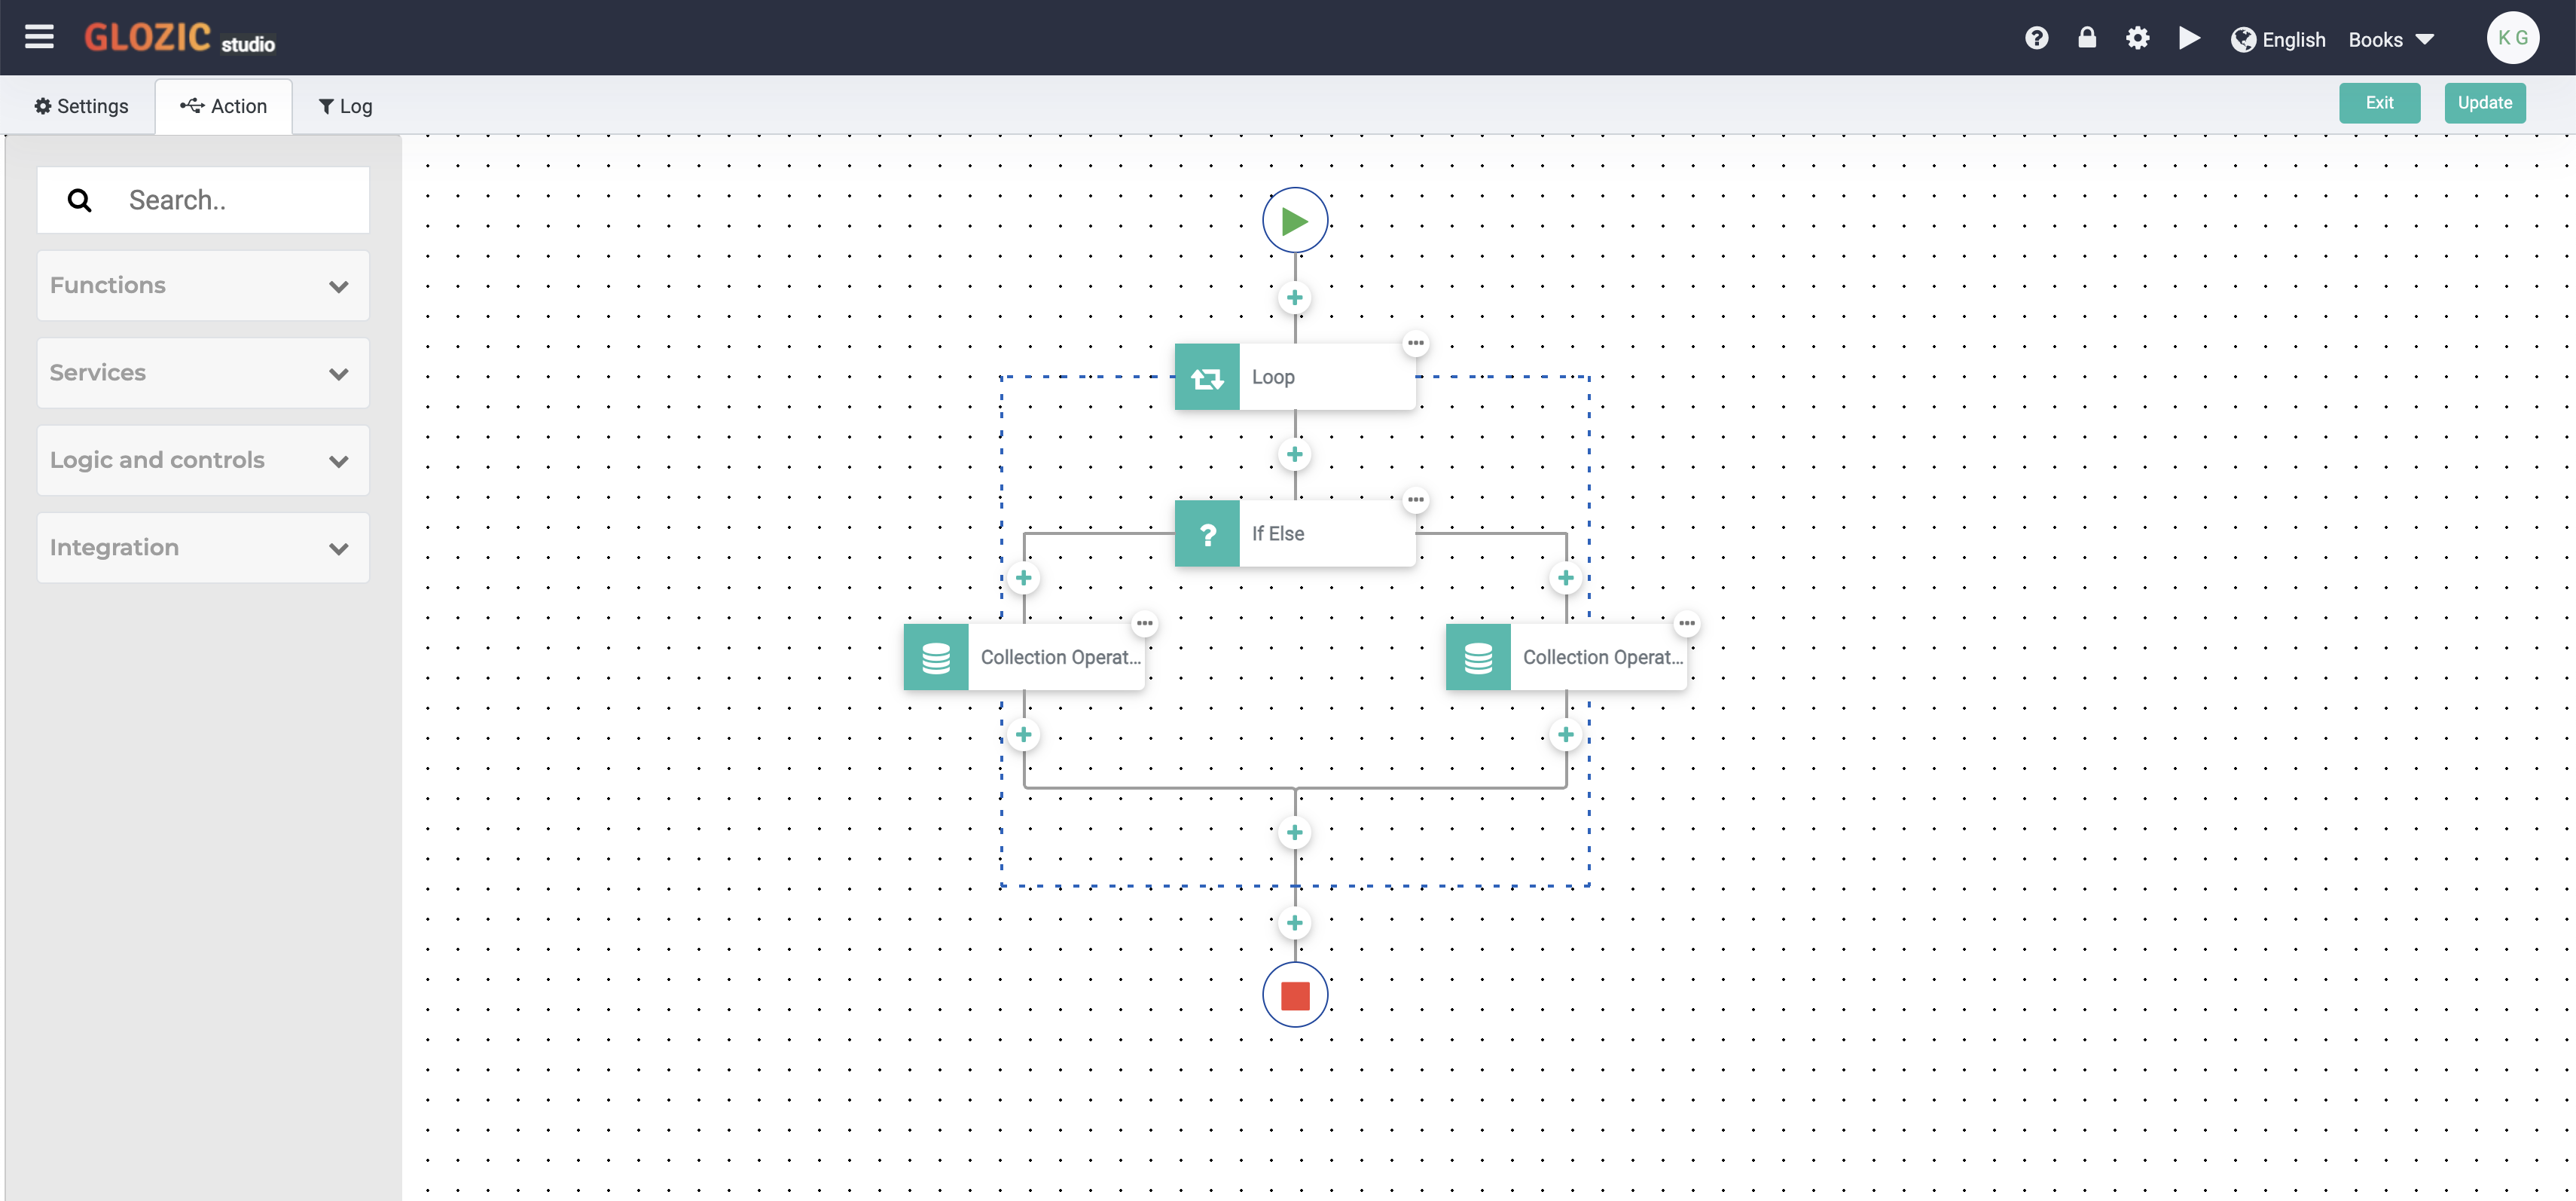 GLOZIC studio
English
Books
K G
Settings
Action
Log
Exit
Update
Search..
Functions
Services
Logic and controls
Integration
Loop
If Else
Collection Operat...
Collection Operat...